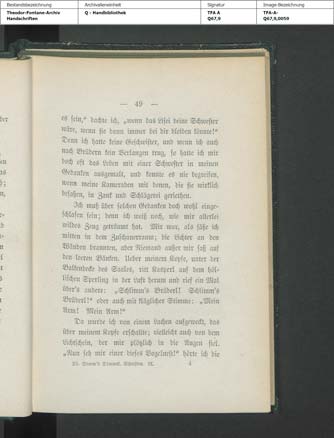 Bestandsbezeichnung Archivalieneinheit Signatur Image Bezeichnung
Theodor-Fontane-Archiv Q - Handbibliothek TFA A TFA-A-
Handschriften Q67,9 Q67,9,0059
— 49 —
es sein,“ dachte ich, „wenn das Lisei deine Schwester
wäre, wenn sie dann immer bei dir bleiben könnte!“
Denn ich hatte keine Geschwister, und wenn ich auch
nach Brüdern kein Verlangen trug, so hatte ich mir
doch oft das Leben mit einer Schwester in meinen
Gedanken ausgemalt, und konnte es nie begreifen,
wenn meine Kameraden mit denen, die sie wirklich
besaßen, in Zank und Schlägerei geriethen.
Ich muß über solchen Gedanken doch wohl einge-
schlafen sein; denn ich weiß noch, wie mir allerlei
wildes Zeug geträumt hat. Mir war, als säße ich
mitten in dem Zuschauerraum; die Lichter an den
Wänden brannten, aber Niemand außer mir saß auf
den leeren Bänken. Ueber meinem Kopfe, unter der
Balkendecke des Saales, ritt Kasperl auf dem höl-
lischen Sperling in der Luft herum und rief ein Mal
über's andere: „Schlimm's Brüderl! Schlimm's
Brüderl!“ oder auch mit kläglicher Stimme: „Mein
Arm! Mein Arm!“
Da wurde ich von einem Lachen aufgeweckt, das
über meinem Kopfe erschallte; vielleicht auch von dem
Lichtschein, der mir plötzlich in die Augen fiel.
„Nun seh mir einer dieses Vogelnest!“ hörte ich die
Th. Storm's Gesammt. Schriften. IX. 4